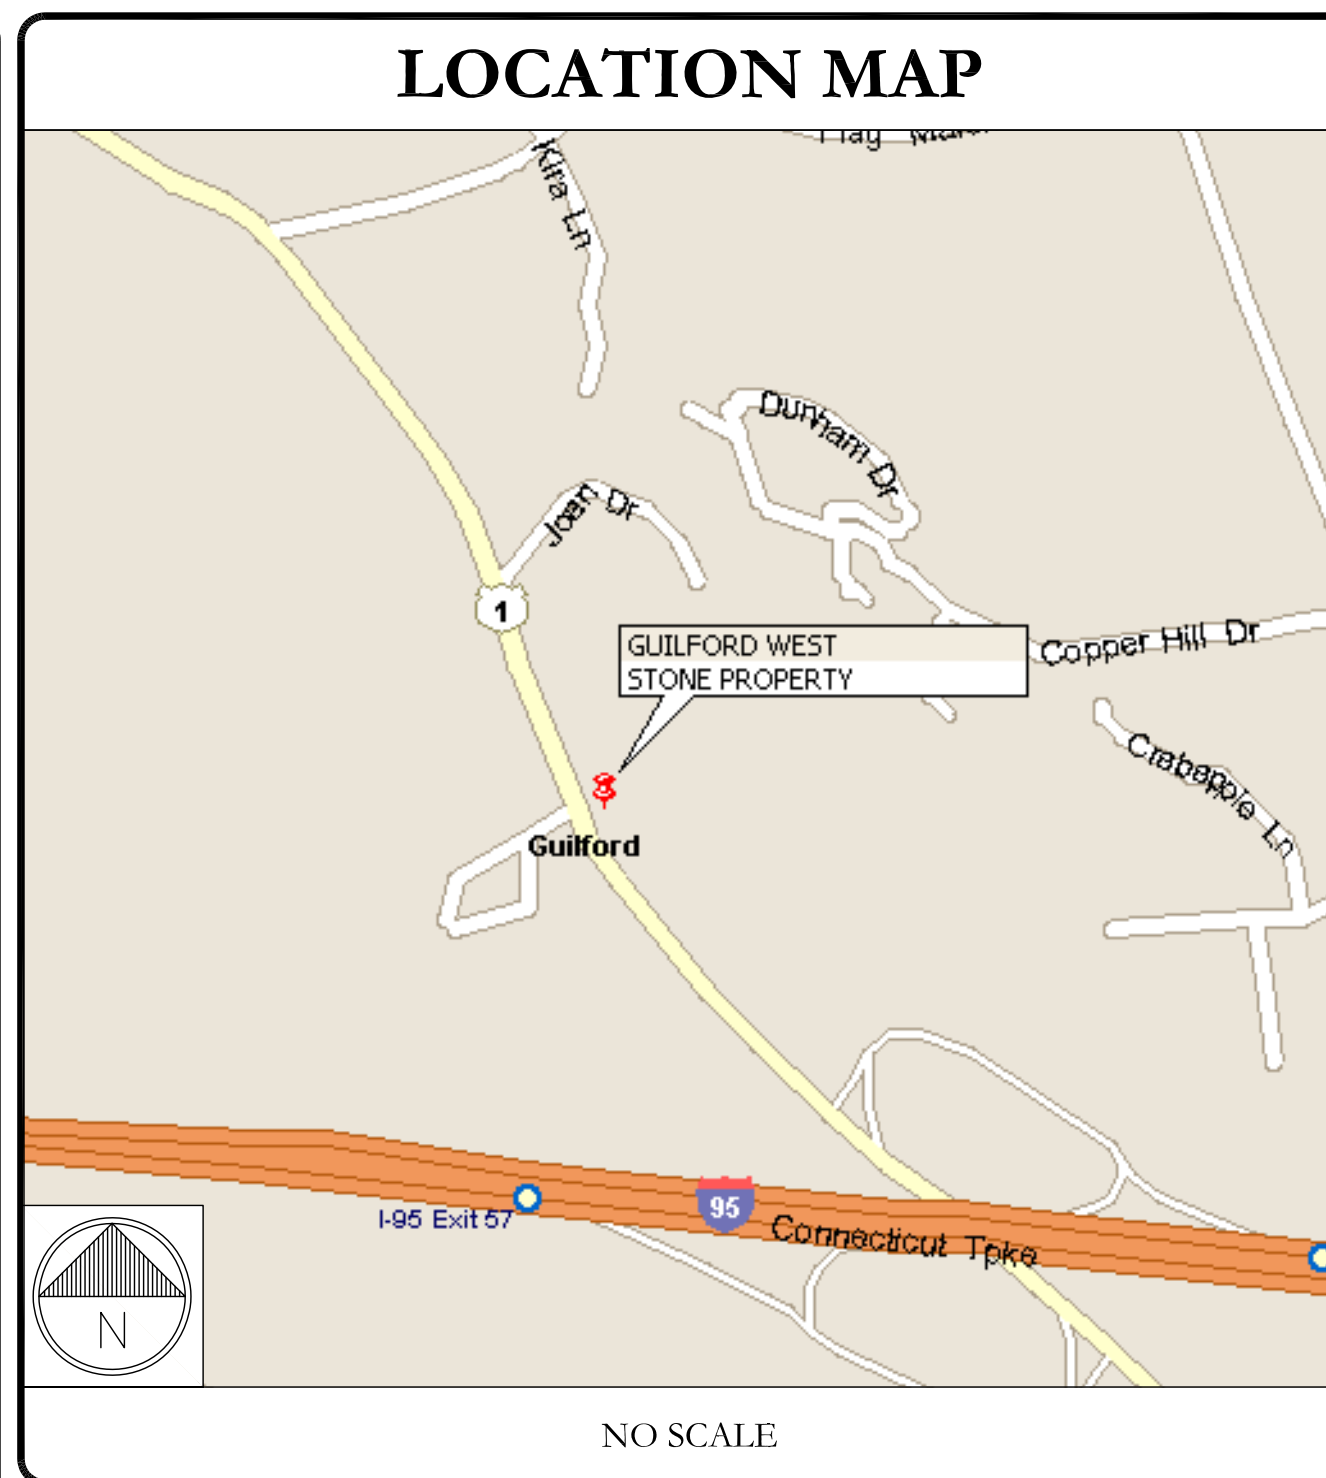 LOCATION MAP
Kira Ln
Dunham Dr
Joan Dr
1
GUILFORD WEST
STONE PROPERTY
Copper Hill Dr
Crabapple Ln
Guilford
95
I-95 Exit 57
Connecticut Tpke
N
NO SCALE